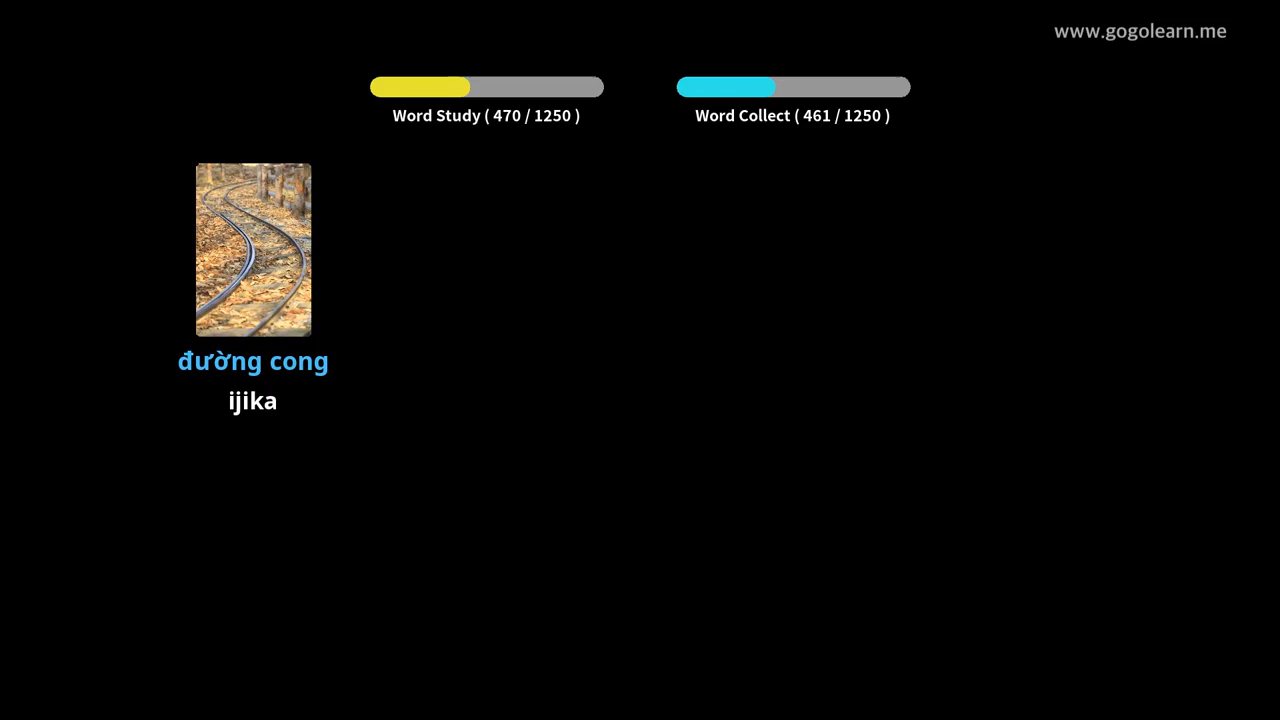 www.gogolearn.me
Word Study ( 470 / 1250 )
Word Collect ( 461 / 1250 )
đường cong
ijika